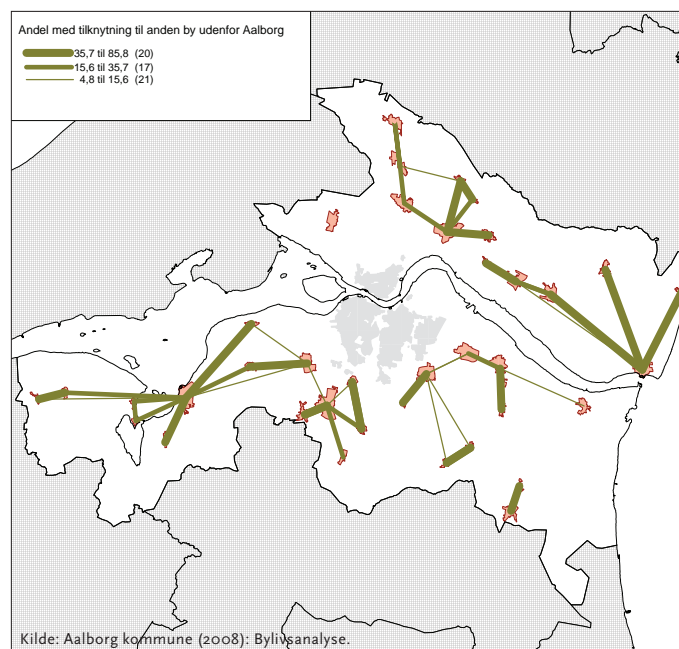 Andel med tilknytning til anden by udenfor Aalborg
35,7 til 85,8 (20)
15,6 til 35,7 (17)
4,8 til 15,6 (21)
Kilde: Aalborg kommune (2008): Bylivsanalyse.